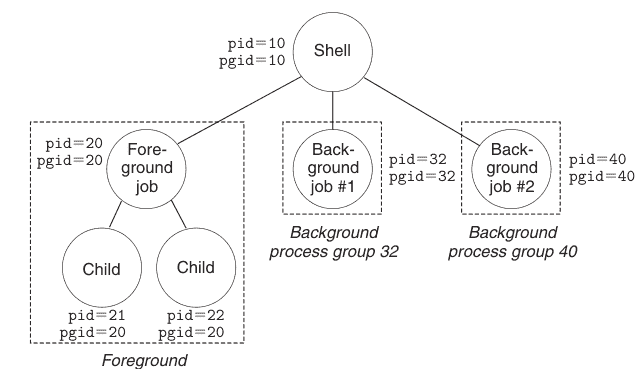 pid=10
pgid=10
Shell
pid=20
pgid=20
Fore-
ground
job
Back-
ground
job #1
pid=32
pgid=32
Back-
ground
job #2
pid=40
pgid=40
Background
process group 32
Background
process group 40
Child
Child
pid=21
pgid=20
pid=22
pgid=20
Foreground